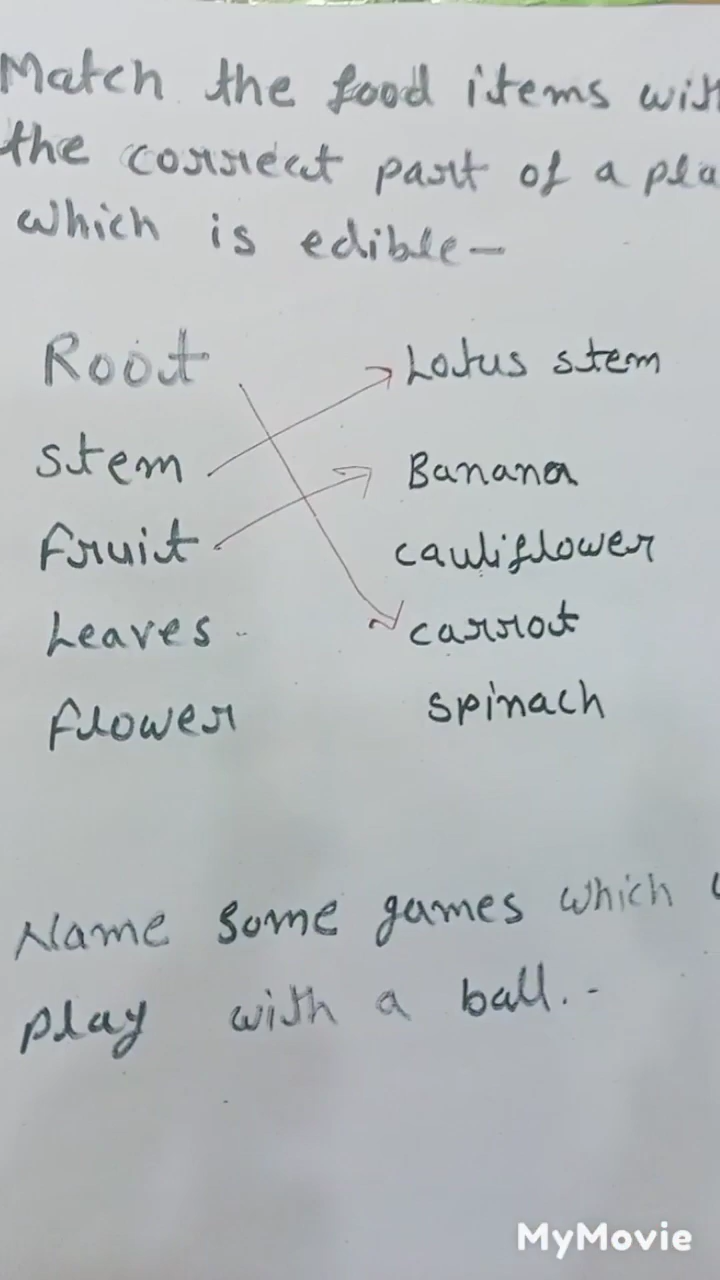 Match the food items with
the correct part of a pla
which is edible—
Root Lotus stem
stem Banana
fruit cauliflower
Leaves carrot
flower spinach
Name some games which
play with a ball.
MyMovie